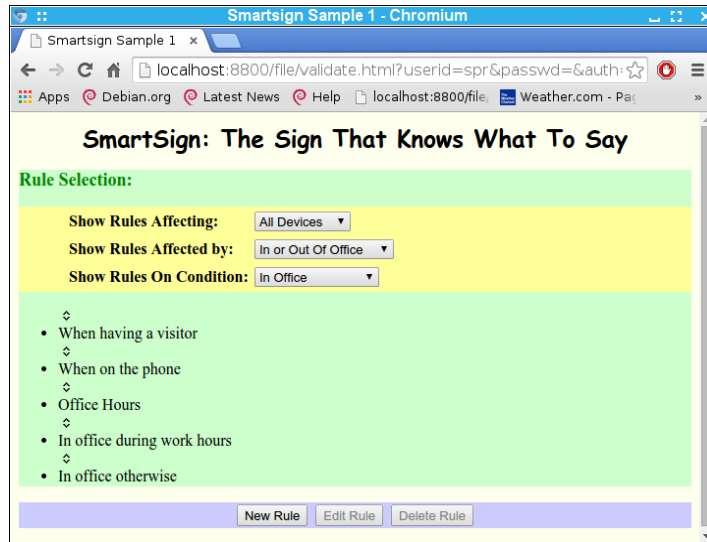 Smartsign Sample 1 - Chromium
Smartsign Sample 1 ×
localhost:8800/file/validate.html?userid=spr&passwd=&auth
Apps Debian.org Latest News Help localhost:8800/file, Weather.com - Pa »
SmartSign: The Sign That Knows What To Say
Rule Selection:
Show Rules Affecting: All Devices
Show Rules Affected by: In or Out Of Office
Show Rules On Condition: In Office
• When having a visitor
• When on the phone
• Office Hours
• In office during work hours
• In office otherwise
New Rule Edit Rule Delete Rule